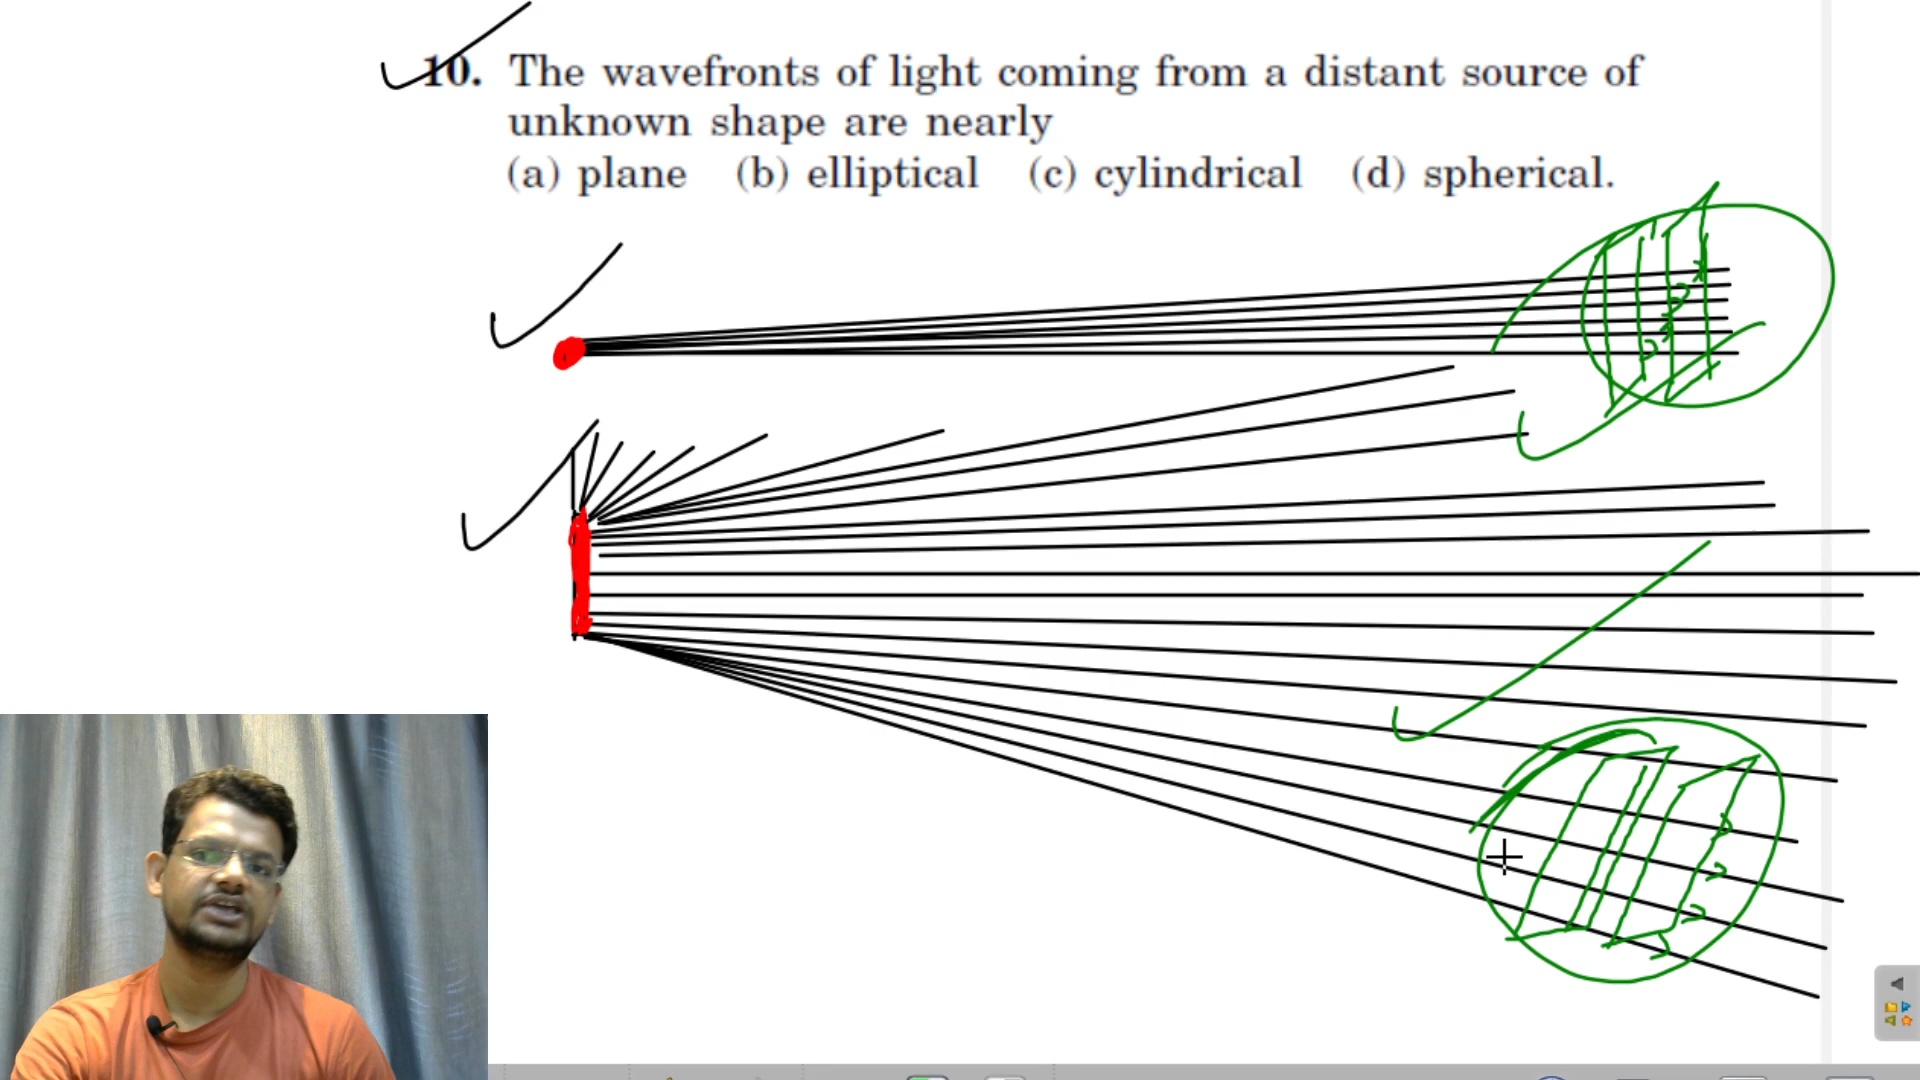 10. The wavefronts of light coming from a distant source of
unknown shape are nearly
(a) plane (b) elliptical (c) cylindrical (d) spherical.